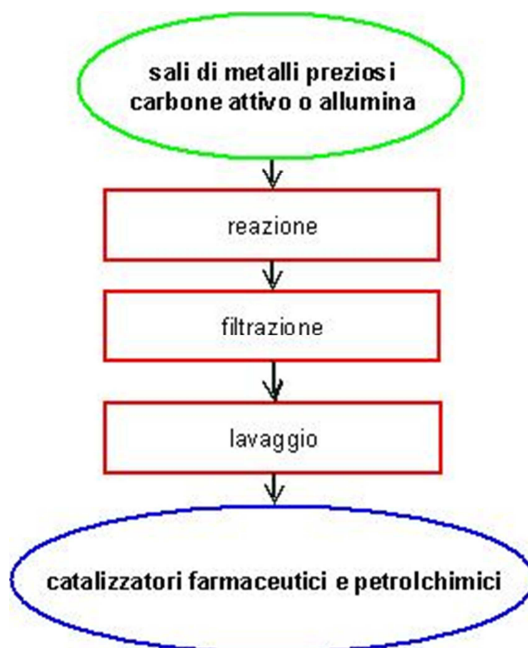 sali di metalli preziosi
carbone attivo o allumina
reazione
filtrazione
lavaggio
catalizzatori farmaceutici e petrolchimici